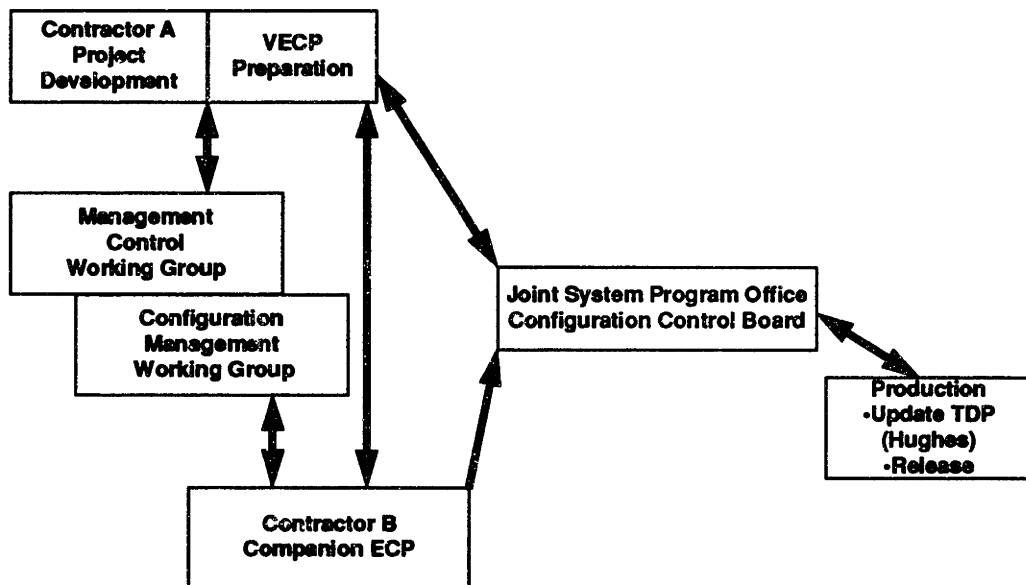 Contractor A
Project
Development
VECP
Preparation
Management
Control
Working Group
Configuration
Management
Working Group
Joint System Program Office
Configuration Control Board
Production
•Update TDP
(Hughes)
•Release
Contractor B
Companion ECP